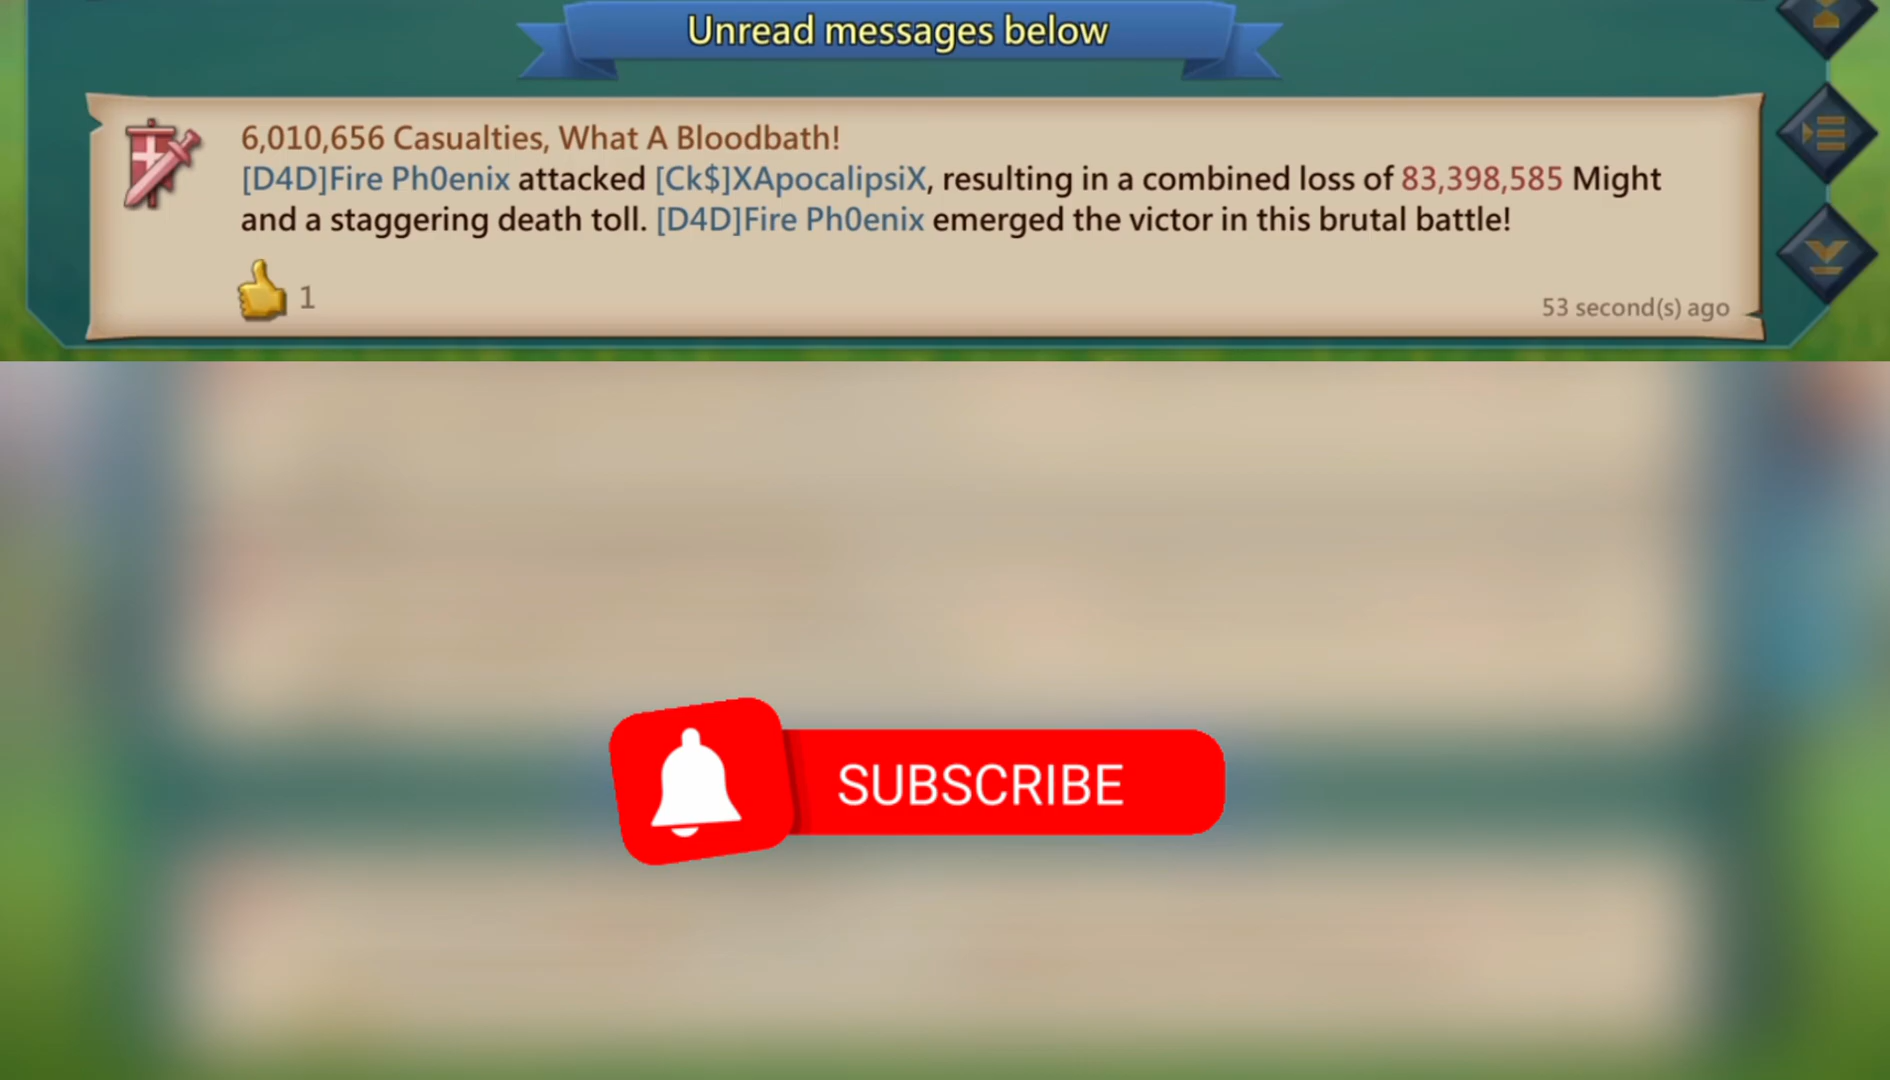 Unread messages below
6,010,656 Casualties, What A Bloodbath!
[D4D]Fire Ph0enix attacked [Ck$]XApocalipsiX, resulting in a combined loss of 83,398,585 Might
and a staggering death toll. [D4D]Fire Ph0enix emerged the victor in this brutal battle!
1
53 second(s) ago
SUBSCRIBE